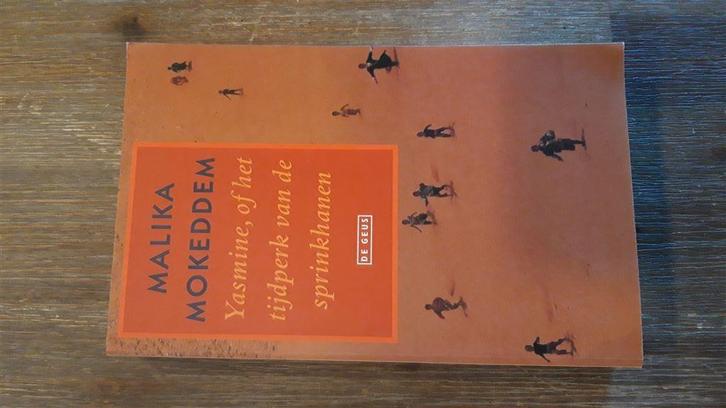 MALIKA
MOKEDDEM
Yasmine, of het
tijdperk van de
sprinkhanen
DE GEUS